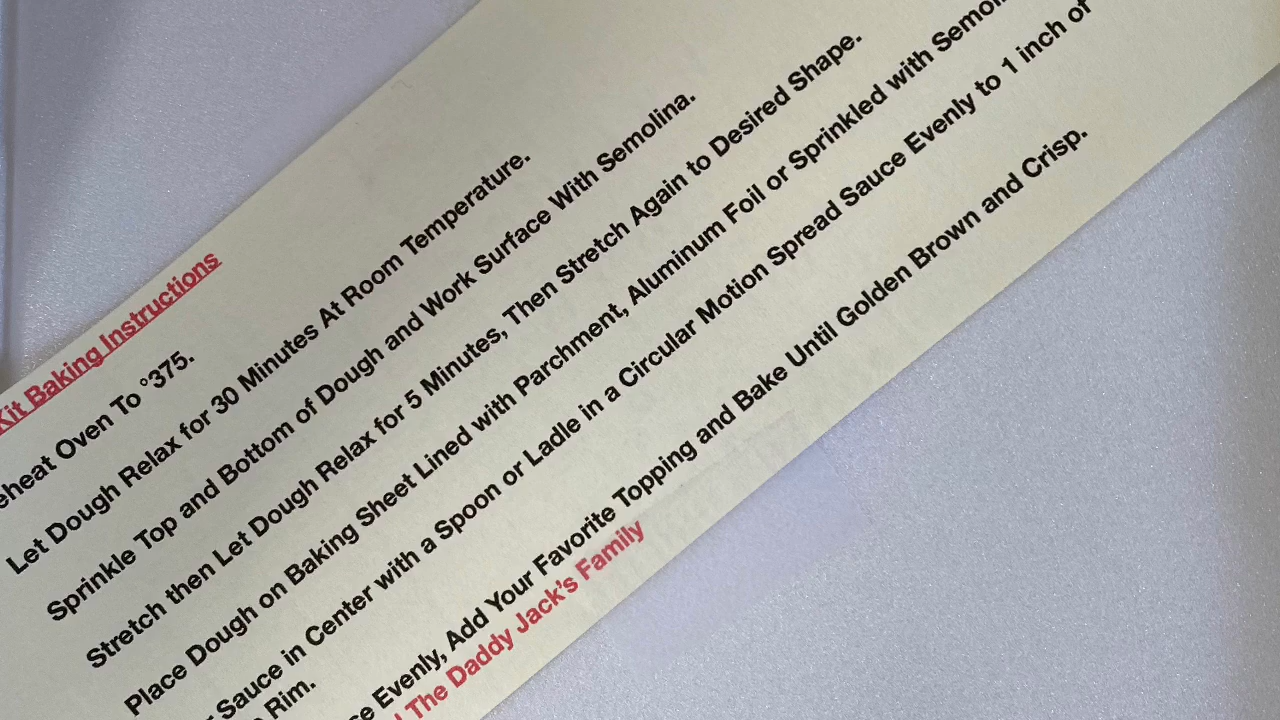 Kit Baking Instructions
eheat Oven To °375.
Let Dough Relax for 30 Minutes At Room Temperature.
Sprinkle Top and Bottom of Dough and Work Surface With Semolina.
Stretch then Let Dough Relax for 5 Minutes, Then Stretch Again to Desired Shape.
Place Dough on Baking Sheet Lined with Parchment, Aluminum Foil or Sprinkled with Semoli
Sauce in Center with a Spoon or Ladle in a Circular Motion Spread Sauce Evenly to 1 inch of
Rim.
se Evenly, Add Your Favorite Topping and Bake Until Golden Brown and Crisp.
The Daddy Jack's Family